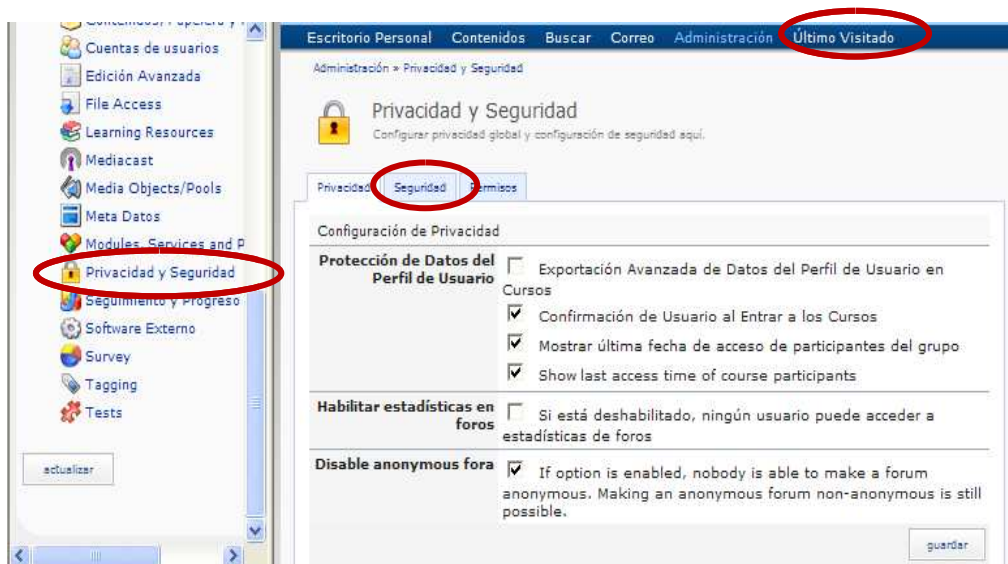 Cuentas de usuarios
Edición Avanzada
File Access
Learning Resources
Mediacast
Media Objects/Pools
Meta Datos
Modules, Services and P
Privacidad y Seguridad
Seguimiento y Progreso
Software Externo
Survey
Tagging
Tests
actualizar
Escritorio Personal Contenidos Buscar Correo Administración Último Visitado
Administración » Privacidad y Seguridad
Privacidad y Seguridad
Configurar privacidad global y configuración de seguridad aquí.
Privacidad Seguridad Permisos
Configuración de Privacidad
Protección de Datos del
Perfil de Usuario
Exportación Avanzada de Datos del Perfil de Usuario en
Cursos
Confirmación de Usuario al Entrar a los Cursos
Mostrar última fecha de acceso de participantes del grupo
Show last access time of course participants
Habilitar estadísticas en
foros
Si está deshabilitado, ningún usuario puede acceder a
estadísticas de foros
Disable anonymous fora
If option is enabled, nobody is able to make a forum
anonymous. Making an anonymous forum non-anonymous is still
possible.
guardar